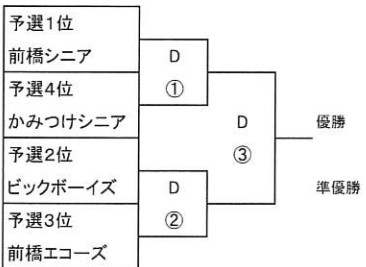 予選1位
前橋シニア
D
予選4位
①
かみつけシニア
D
優勝
予選2位
③
ビックボーイズ
D
準優勝
予選3位
②
前橋エコーズ